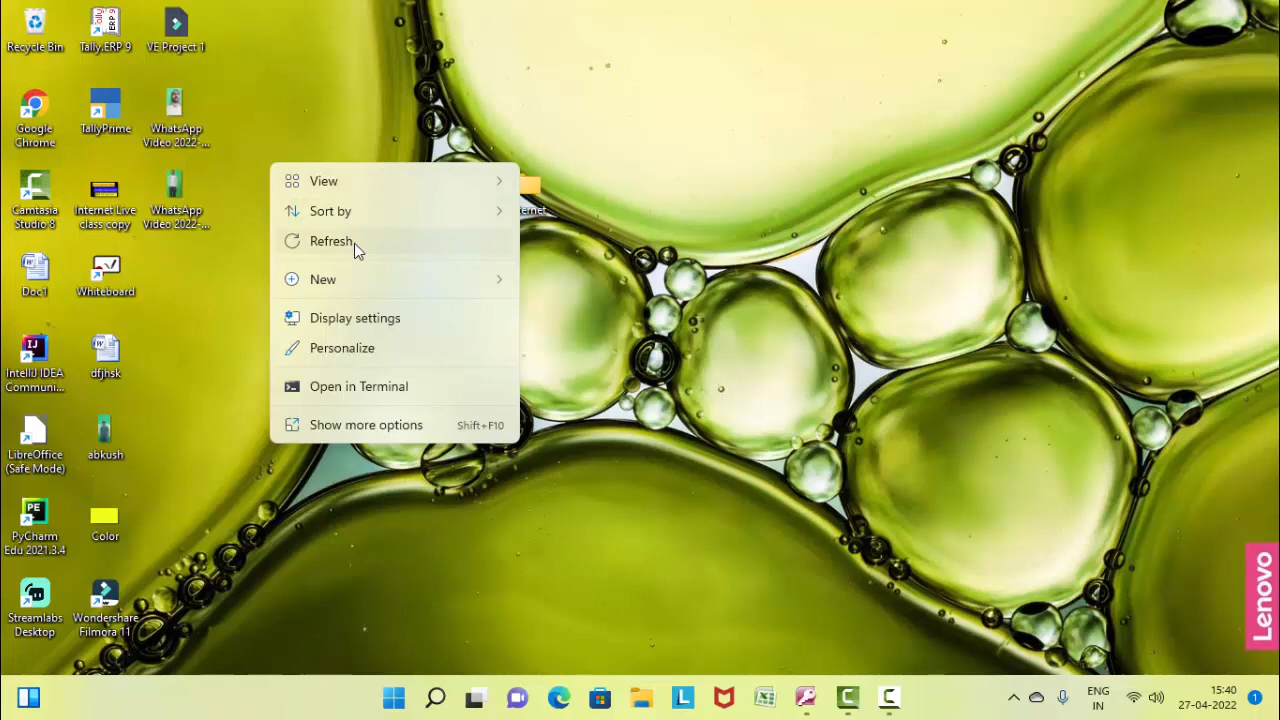 Recycle Bin
Tally.ERP 9
VE Project 1
Google
Chrome
TallyPrime
WhatsApp
Video 2022-...
Camtasia
Studio 8
Internet Live
class copy
WhatsApp
Video 2022-...
Doc1
Whiteboard
IntelliJ IDEA
Communi...
dfjhsk
LibreOffice
(Safe Mode)
abkush
PyCharm
Edu 2021.3.4
Color
Streamlabs
Desktop
Wondershare
Filmora 11
View
Sort by
Refresh
New
Display settings
Personalize
Open in Terminal
Show more options Shift+F10
ternet
Lenovo
ENG
IN
15:40
27-04-2022
1